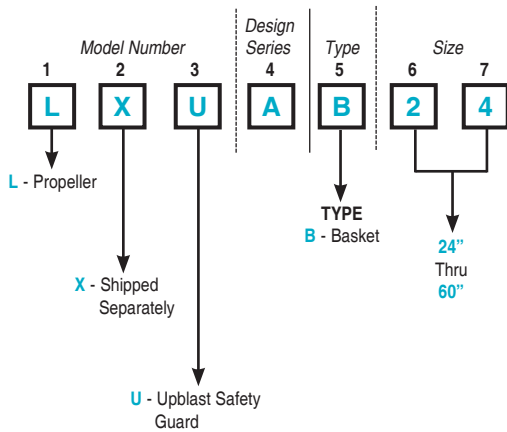 Design
Model Number Series Type Size
1 2 3 4 5 6 7
L X U A B 2 4
L - Propeller
TYPE
B - Basket
24”
Thru
60”
X - Shipped
Separately
U - Upblast Safety
Guard